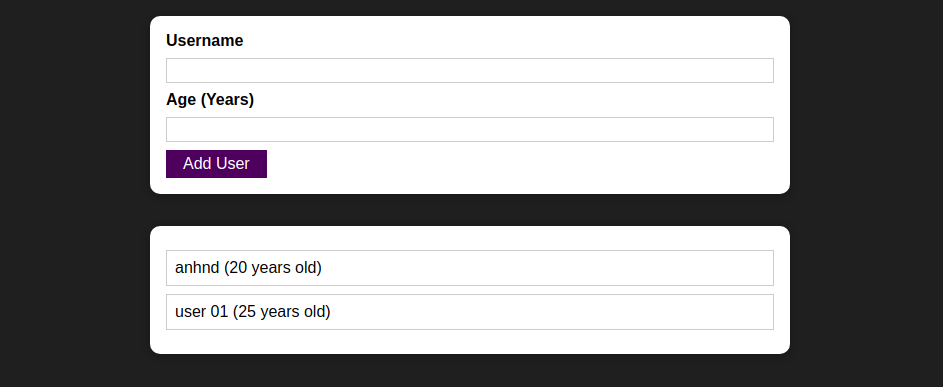 Username
Age (Years)
Add User
anhnd (20 years old)
user 01 (25 years old)